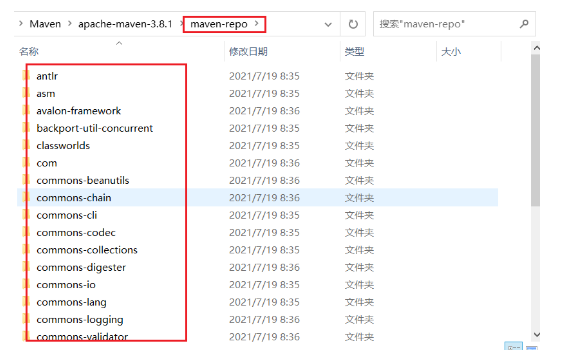 Maven > apache-maven-3.8.1 > maven-repo >
搜索"maven-repo"
名称 修改日期 类型 大小
antlr 2021/7/19 8:35 文件夹
asm 2021/7/19 8:35 文件夹
avalon-framework 2021/7/19 8:36 文件夹
backport-util-concurrent 2021/7/19 8:35 文件夹
classworlds 2021/7/19 8:35 文件夹
com 2021/7/19 8:36 文件夹
commons-beanutils 2021/7/19 8:36 文件夹
commons-chain 2021/7/19 8:36 文件夹
commons-cli 2021/7/19 8:35 文件夹
commons-codec 2021/7/19 8:35 文件夹
commons-collections 2021/7/19 8:35 文件夹
commons-digester 2021/7/19 8:36 文件夹
commons-io 2021/7/19 8:35 文件夹
commons-lang 2021/7/19 8:35 文件夹
commons-logging 2021/7/19 8:36 文件夹
commons-validator 2021/7/19 8:36 文件夹